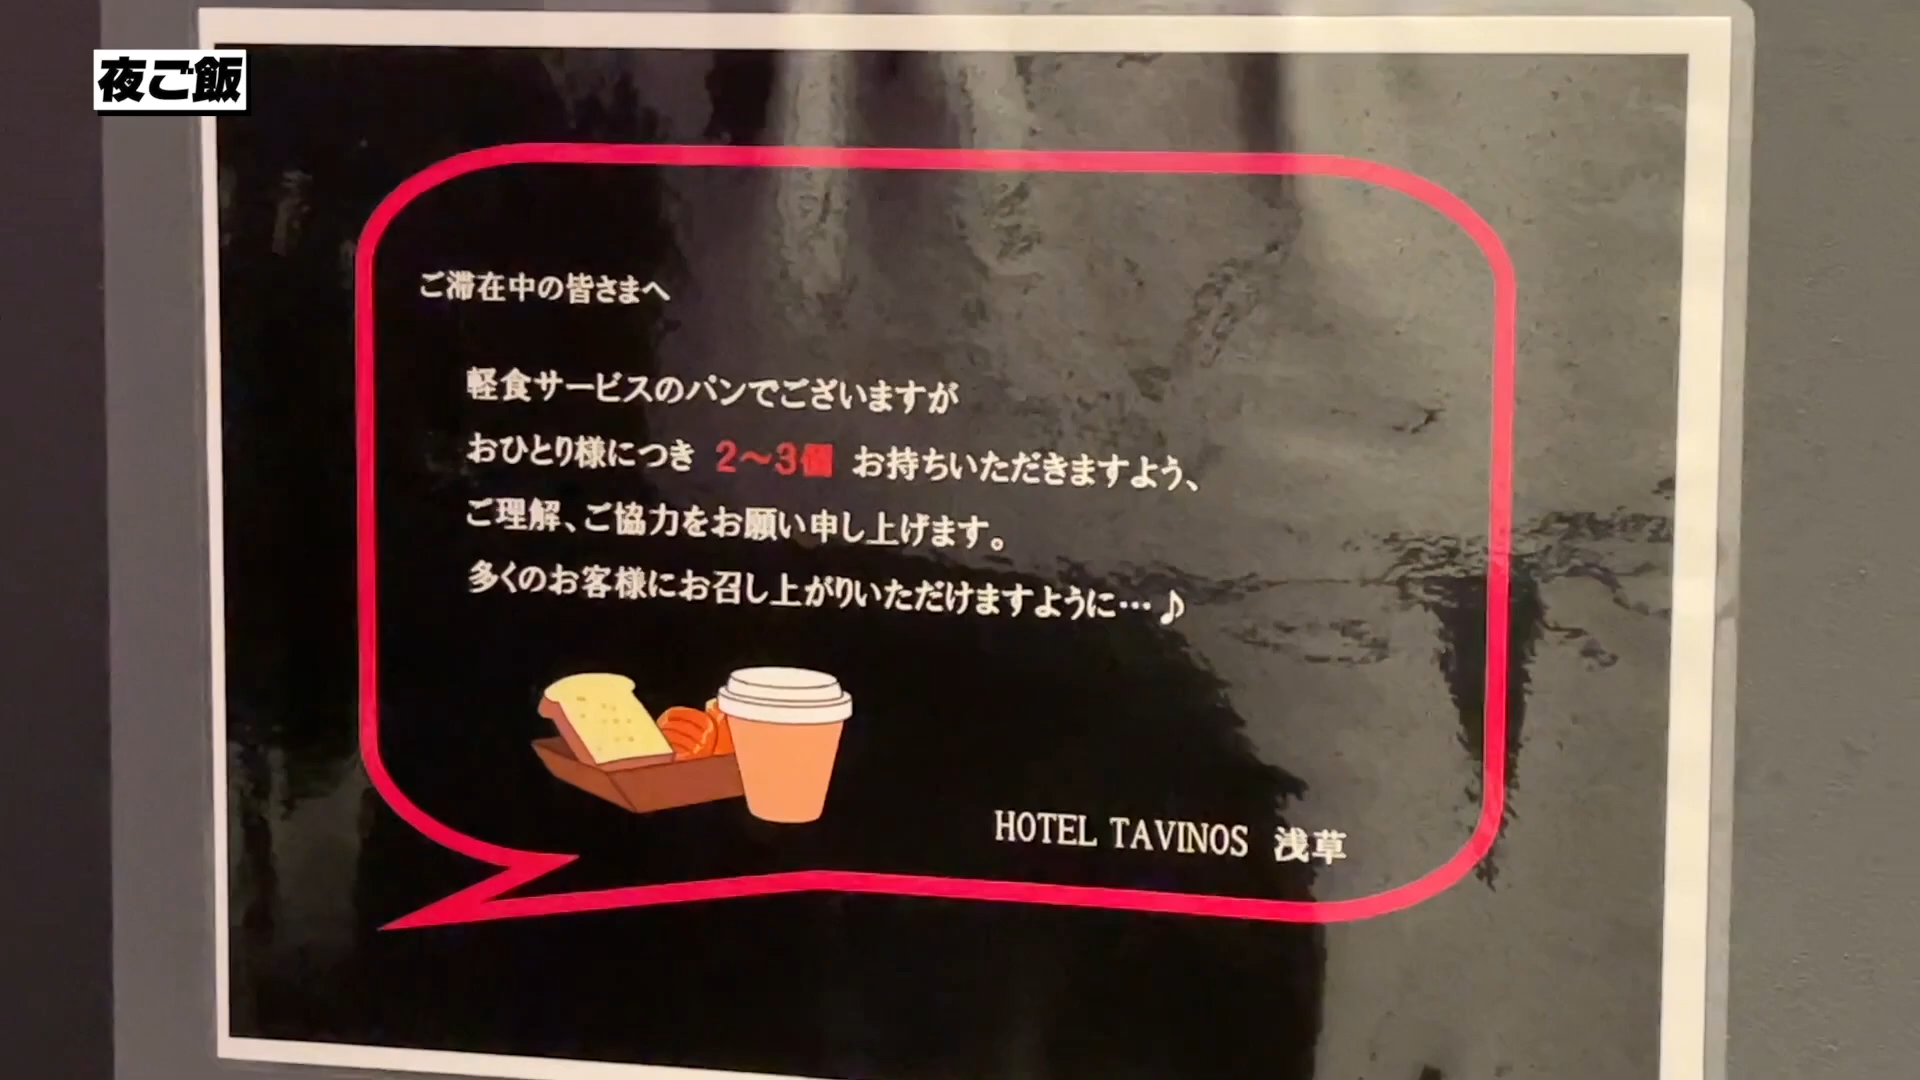 夜ご飯
ご滞在中の皆さまへ
軽食サービスのパンでございますが
おひとり様につき 2～3個 お持ちいただきますよう、
ご理解、ご協力をお願い申し上げます。
多くのお客様にお召し上がりいただけますように…♪
HOTEL TAVINOS 浅草